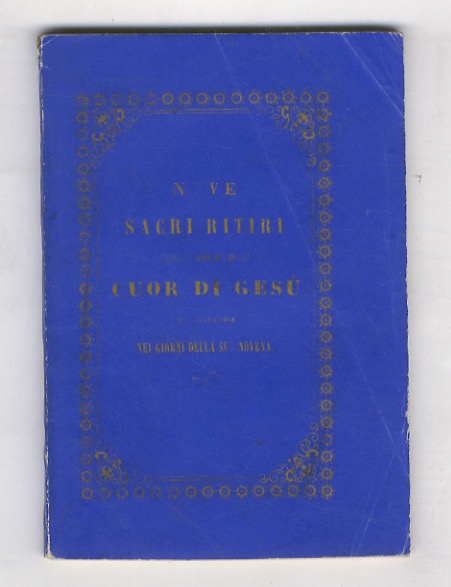 N VE
SACRI RITIRI
CUOR DI GESÙ
NEI GIORNI DELLA SU NOVENA.